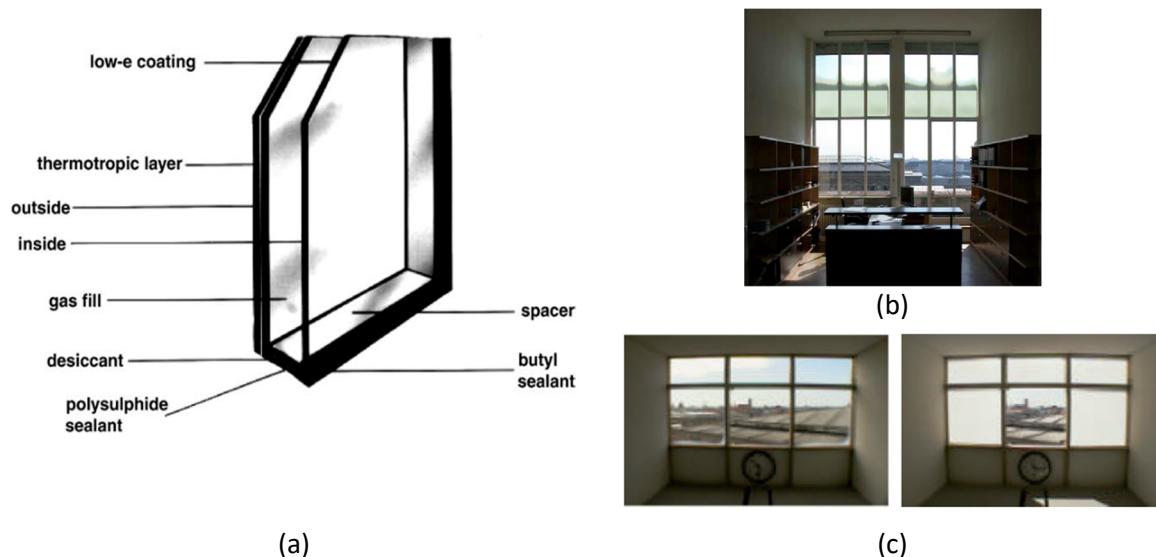 low-e coating
thermotropic layer
outside
inside
gas fill
desiccant
polysulphide
sealant
spacer
butyl
sealant
(a)
(b)
(c)